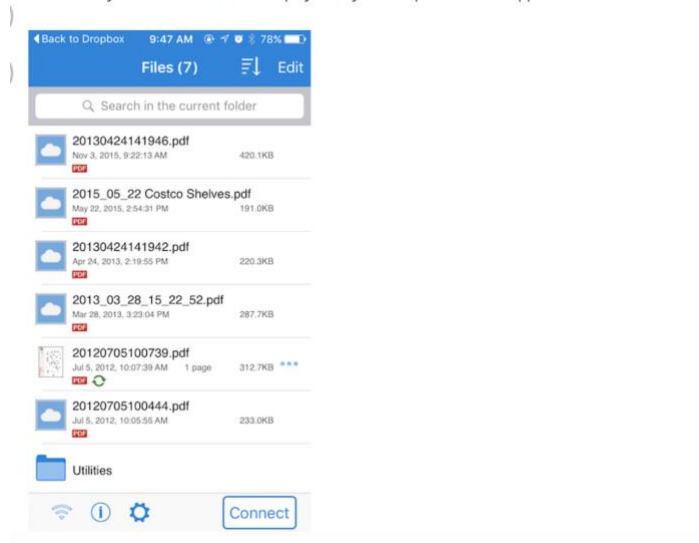 Back to Dropbox 9:47 AM 78%
Files (7) Edit
Search in the current folder
20130424141946.pdf
Nov 3, 2015, 9:22:13 AM 420.1KB
PDF
2015_05_22 Costco Shelves.pdf
May 22, 2015, 2:54:31 PM 191.0KB
PDF
20130424141942.pdf
Apr 24, 2013, 2:19:55 PM 220.3KB
PDF
2013_03_28_15_22_52.pdf
Mar 28, 2013, 3:23:04 PM 287.7KB
PDF
20120705100739.pdf
Jul 5, 2012, 10:07:39 AM 1 page 312.7KB
PDF
20120705100444.pdf
Jul 5, 2012, 10:05:55 AM 233.0KB
PDF
Utilities
Connect